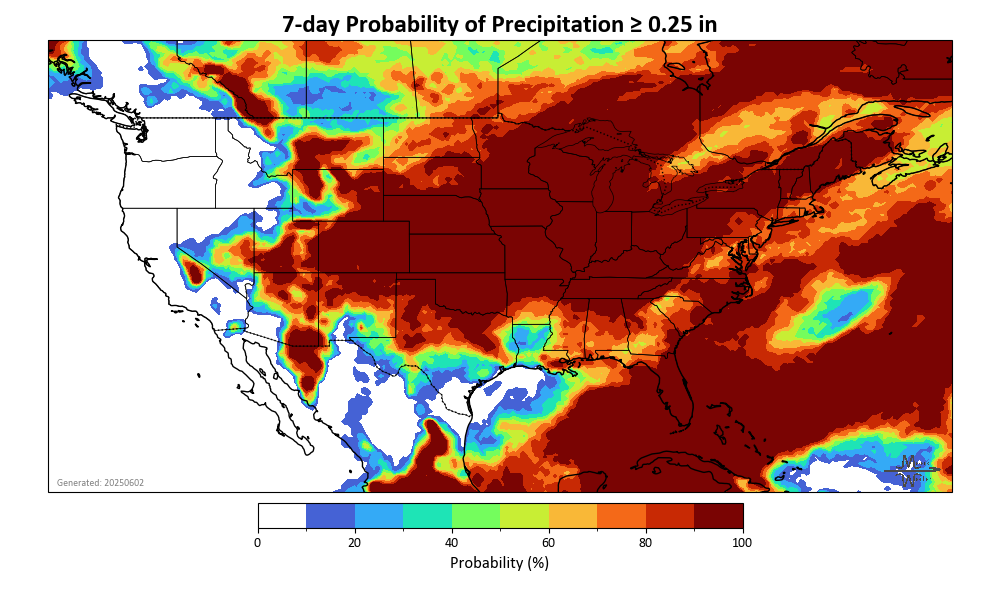 7-day Probability of Precipitation ≥ 0.25 in
Generated: 20250602
0 20 40 60 80 100
Probability (%)